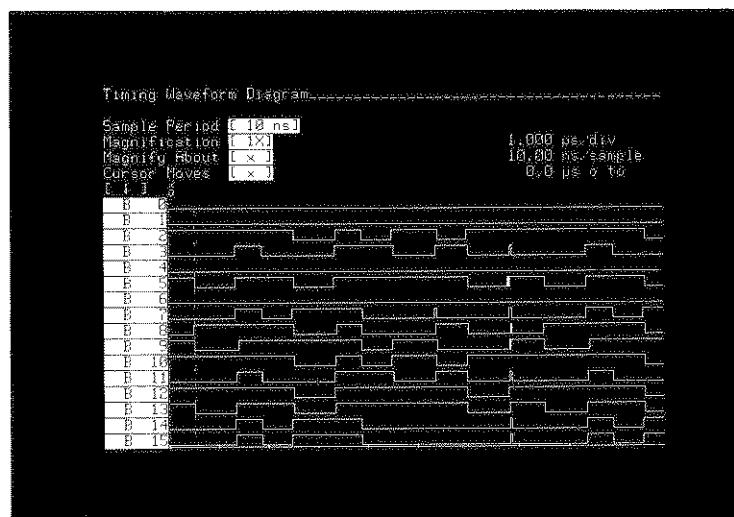 Timing Waveform Diagram
Sample Period [ 10 ns]
Magnification [ 1X]
Magnify About [ x ] 1.000 µs/div
Cursor Moves [ x ] 10.00 ns/sample
0.0 µs o to
B 0
B 1
B 2
B
B 4
B 5
B 6
B 7
B 8
B 9
B 10
B 11
B 12
B 13
B 14
B 15